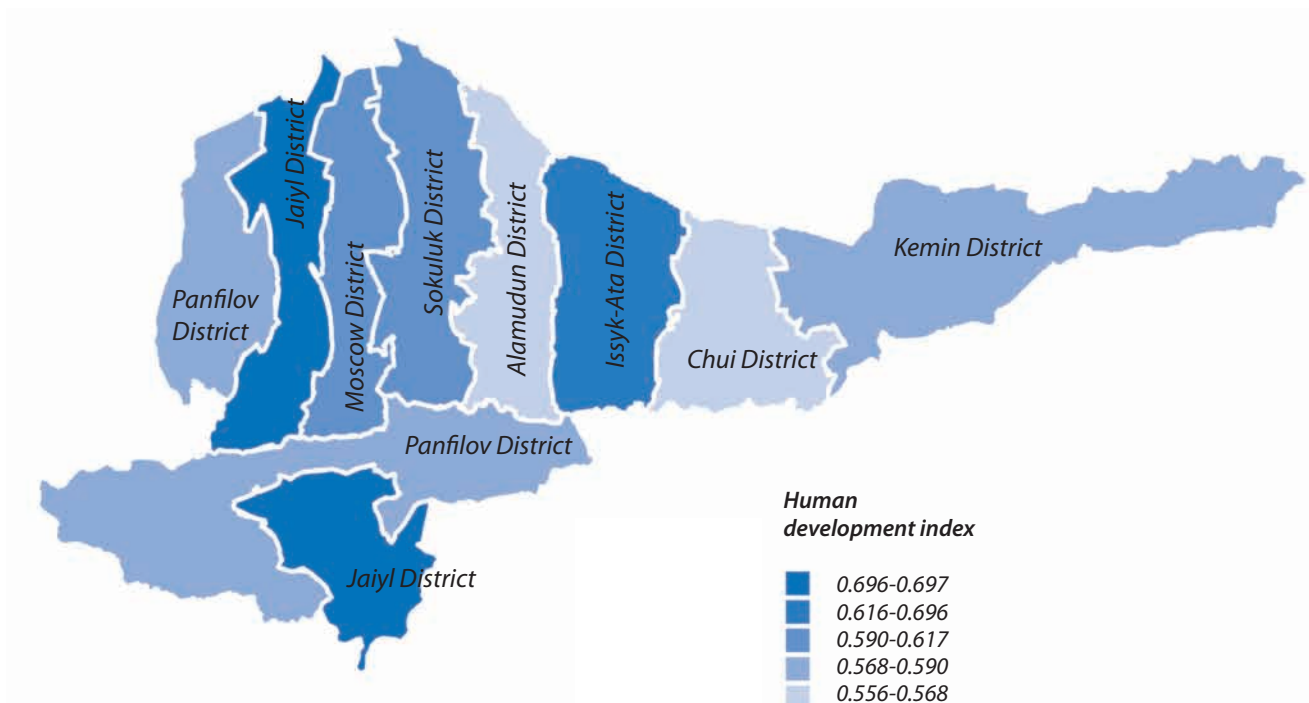 Jaiyl District
Panfilov
District
Moscow District
Sokuluk District
Alamudun District
Issyk-Ata District
Chui District
Kemin District
Panfilov District
Jaiyl District
Human
development index
0.696-0.697
0.616-0.696
0.590-0.617
0.568-0.590
0.556-0.568